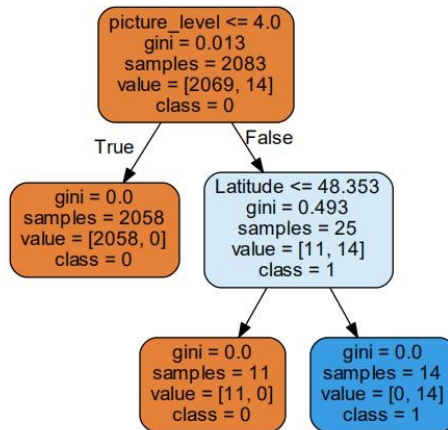 picture_level <= 4.0
gini = 0.013
samples = 2083
value = [2069, 14]
class = 0
True
False
gini = 0.0
samples = 2058
value = [2058, 0]
class = 0
Latitude <= 48.353
gini = 0.493
samples = 25
value = [11, 14]
class = 1
gini = 0.0
samples = 11
value = [11, 0]
class = 0
gini = 0.0
samples = 14
value = [0, 14]
class = 1